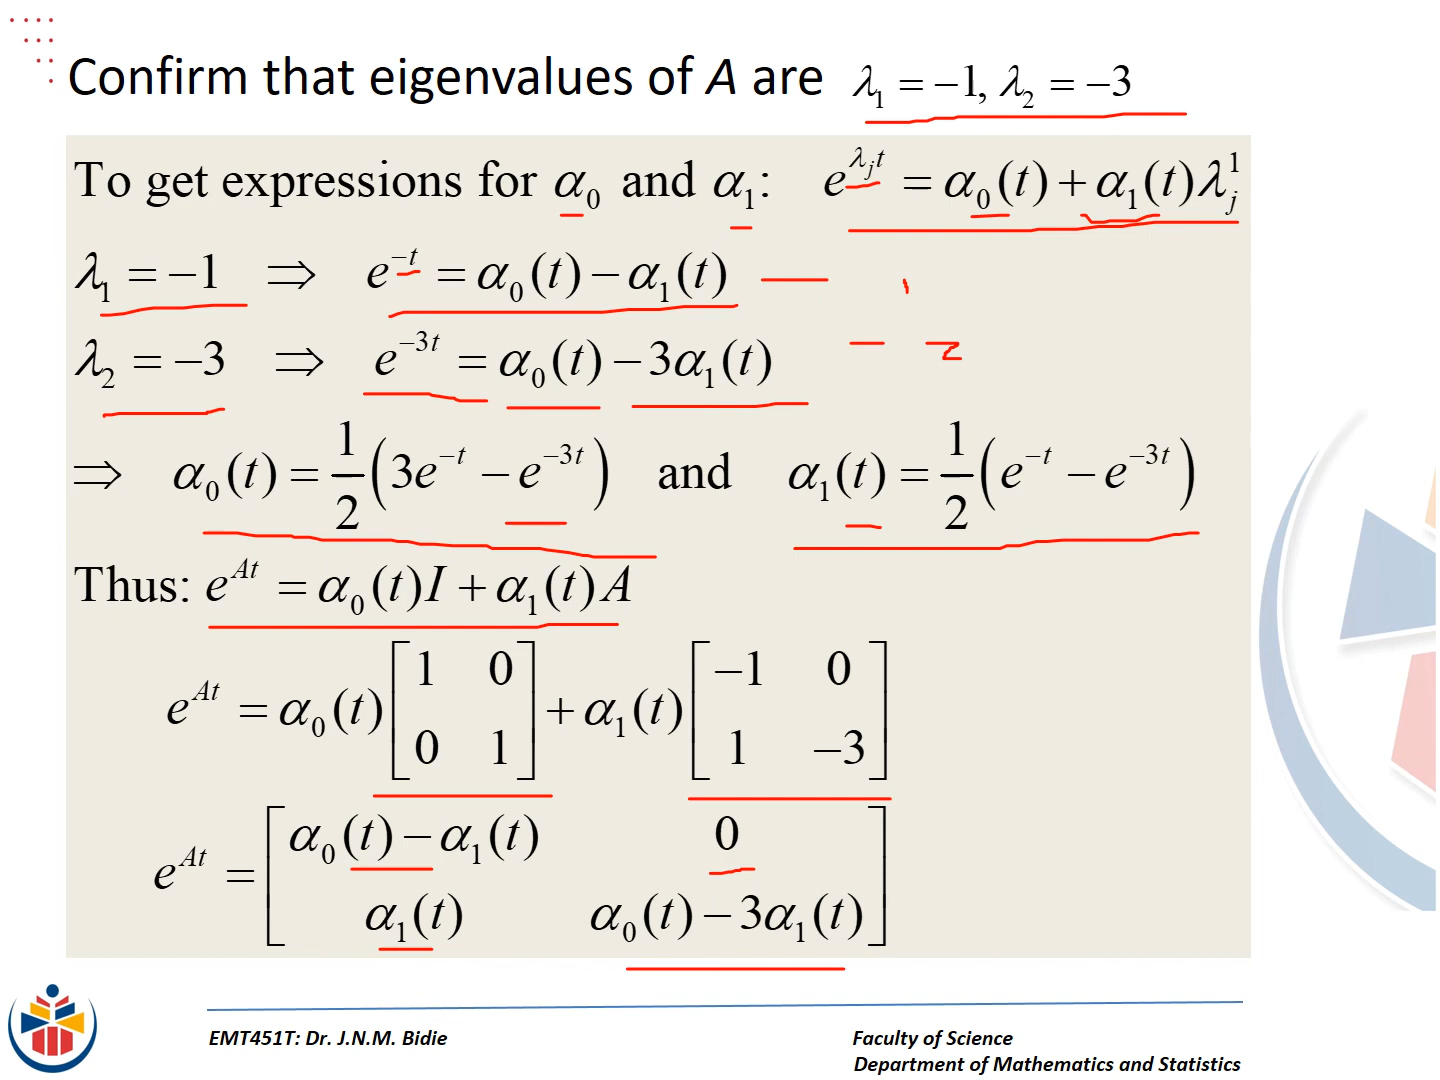 Confirm that eigenvalues of A are λ₁ = −1, λ₂ = −3
To get expressions for α₀ and α₁: e^{λⱼt} = α₀(t) + α₁(t)λⱼ¹
λ₁ = −1 ⇒ e^{−t} = α₀(t) − α₁(t) — 1
λ₂ = −3 ⇒ e^{−3t} = α₀(t) − 3α₁(t) — 2
⇒ α₀(t) = 1/2 (3e^{−t} − e^{−3t}) and α₁(t) = 1/2 (e^{−t} − e^{−3t})
Thus: e^{At} = α₀(t)I + α₁(t)A
e^{At} = α₀(t) [1 0; 0 1] + α₁(t) [−1 0; 1 −3]
e^{At} = [α₀(t) − α₁(t) 0; α₁(t) α₀(t) − 3α₁(t)]
EMT451T: Dr. J.N.M. Bidie
Faculty of Science
Department of Mathematics and Statistics